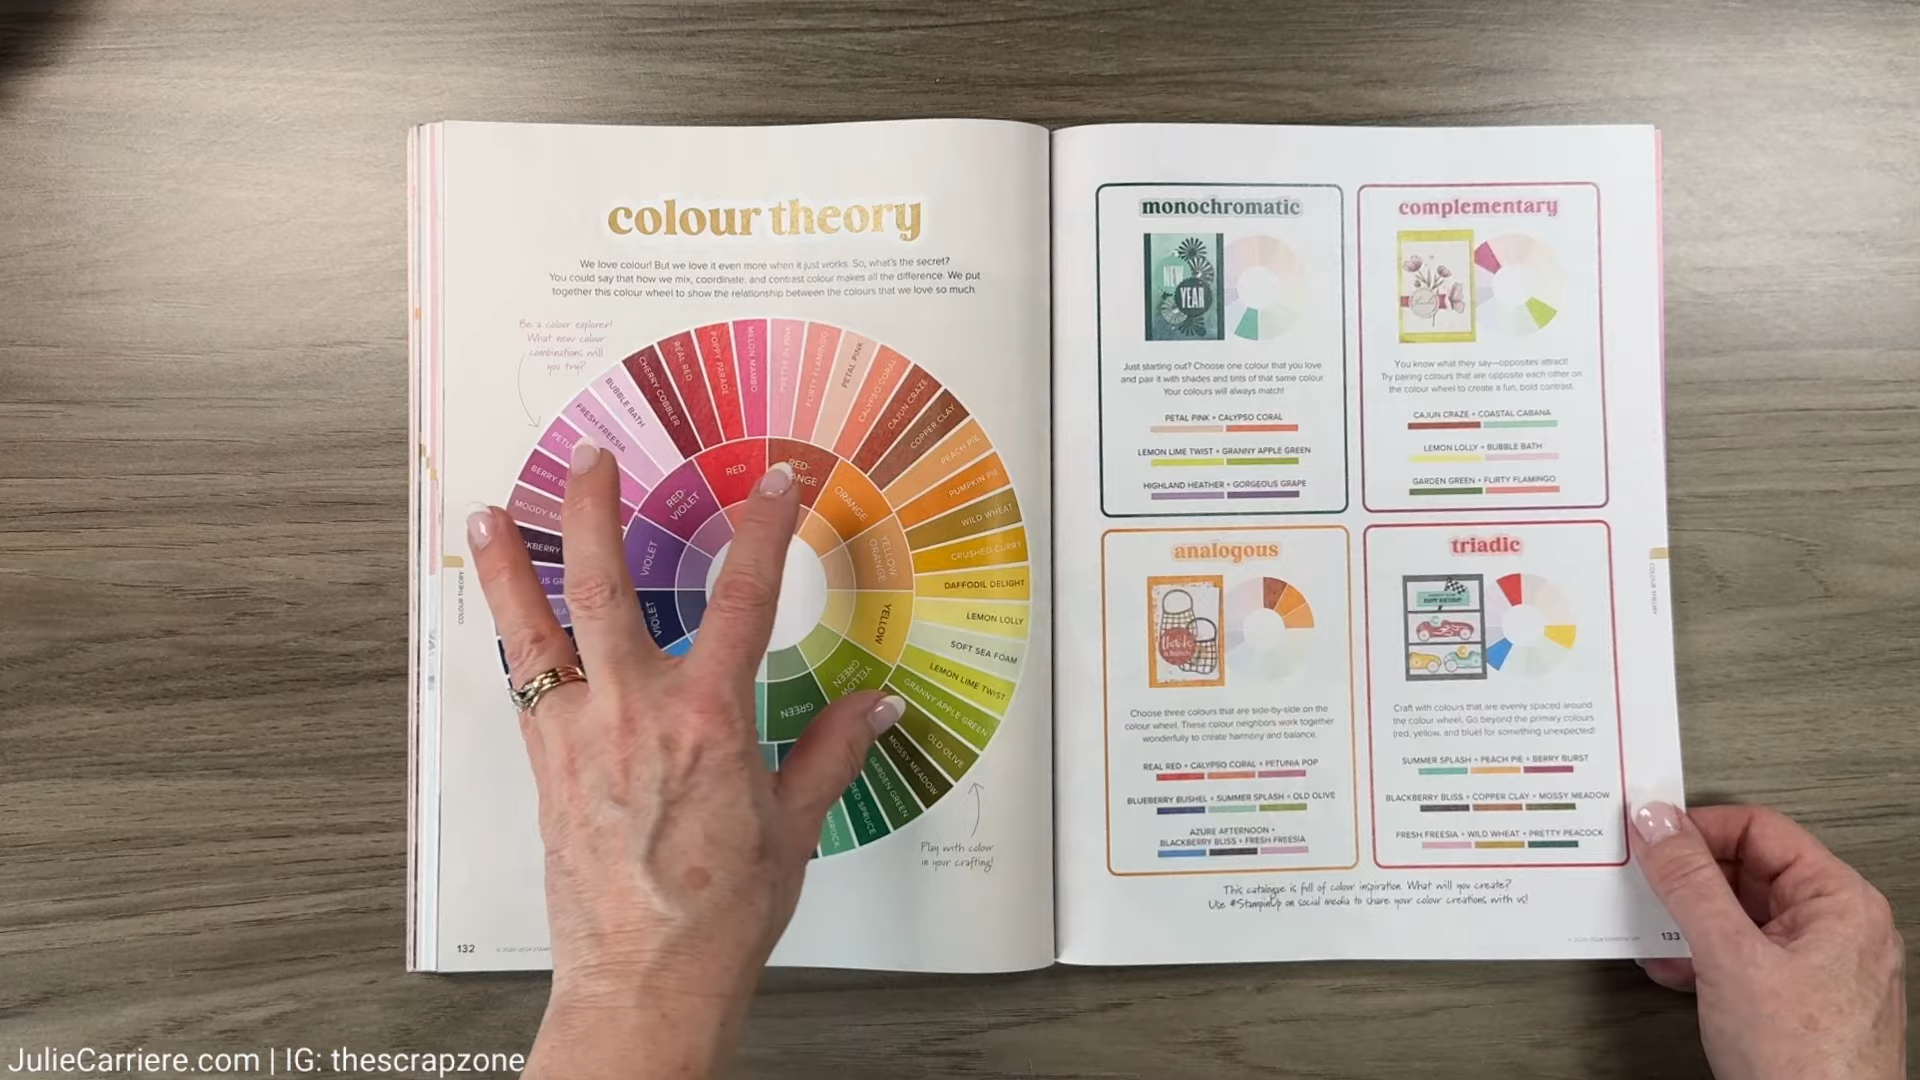 colour theory
We love colour! But we love it even more when it just works. So, what's the secret?
You could say that how we mix, coordinate, and contrast colour makes all the difference. We put
together this colour wheel to show the relationship between the colours that we love so much.
Be a colour explorer!
What new colour
combinations will
you try?
BERRY
MOODY
FRESH FREESIA
BUBBLE BATH
CHERRY COBBLER
REAL RED
POPPY PARADE
MELON MAMBO
PRETTY IN PINK
FLIRTY FLAMINGO
PETAL PINK
CALYPSO CORAL
CAJUN CRAZE
COPPER CLAY
PEACH PIE
PUMPKIN PIE
WILD WHEAT
CRUSHED CURRY
DAFFODIL DELIGHT
LEMON LOLLY
SOFT SEA FOAM
LEMON LIME TWIST
GRANNY APPLE GREEN
OLD OLIVE
MOSSY MEADOW
GARDEN GREEN
SPRUCE
VIOLET
VIOLET
RED-
VIOLET
RED
RED-
ORANGE
YELLOW
ORANGE
YELLOW
YELLOW
GREEN
GREEN
Play with colour
in your crafting!
COLOUR THEORY
132
monochromatic
NEW
YEAR
Just starting out? Choose one colour that you love
and pair it with shades and tints of that same colour.
Your colours will always match!
PETAL PINK + CALYPSO CORAL
LEMON LIME TWIST + GRANNY APPLE GREEN
HIGHLAND HEATHER + GORGEOUS GRAPE
complementary
You know what they say—opposites attract!
Try pairing colours that are opposite each other on
the colour wheel to create a fun, bold contrast.
CAJUN CRAZE + COASTAL CABANA
LEMON LOLLY + BUBBLE BATH
GARDEN GREEN + FLIRTY FLAMINGO
analogous
thanks
a bunch
Choose three colours that are side-by-side on the
colour wheel. These colour neighbors work together
wonderfully to create harmony and balance.
REAL RED + CALYPSO CORAL + PETUNIA POP
BLUEBERRY BUSHEL + SUMMER SPLASH + OLD OLIVE
AZURE AFTERNOON +
BLACKBERRY BLISS + FRESH FREESIA
triadic
HAPPY BIRTHDAY
Craft with colours that are evenly spaced around
the colour wheel. Go beyond the primary colours
(red, yellow, and blue) for something unexpected!
SUMMER SPLASH + PEACH PIE + BERRY BURST
BLACKBERRY BLISS + COPPER CLAY + MOSSY MEADOW
FRESH FREESIA + WILD WHEAT + PRETTY PEACOCK
This catalogue is full of colour inspiration. What will you create?
Use #StampinUp on social media to share your colour creations with us!
COLOUR THEORY
133
JulieCarriere.com | IG: thescrapzone